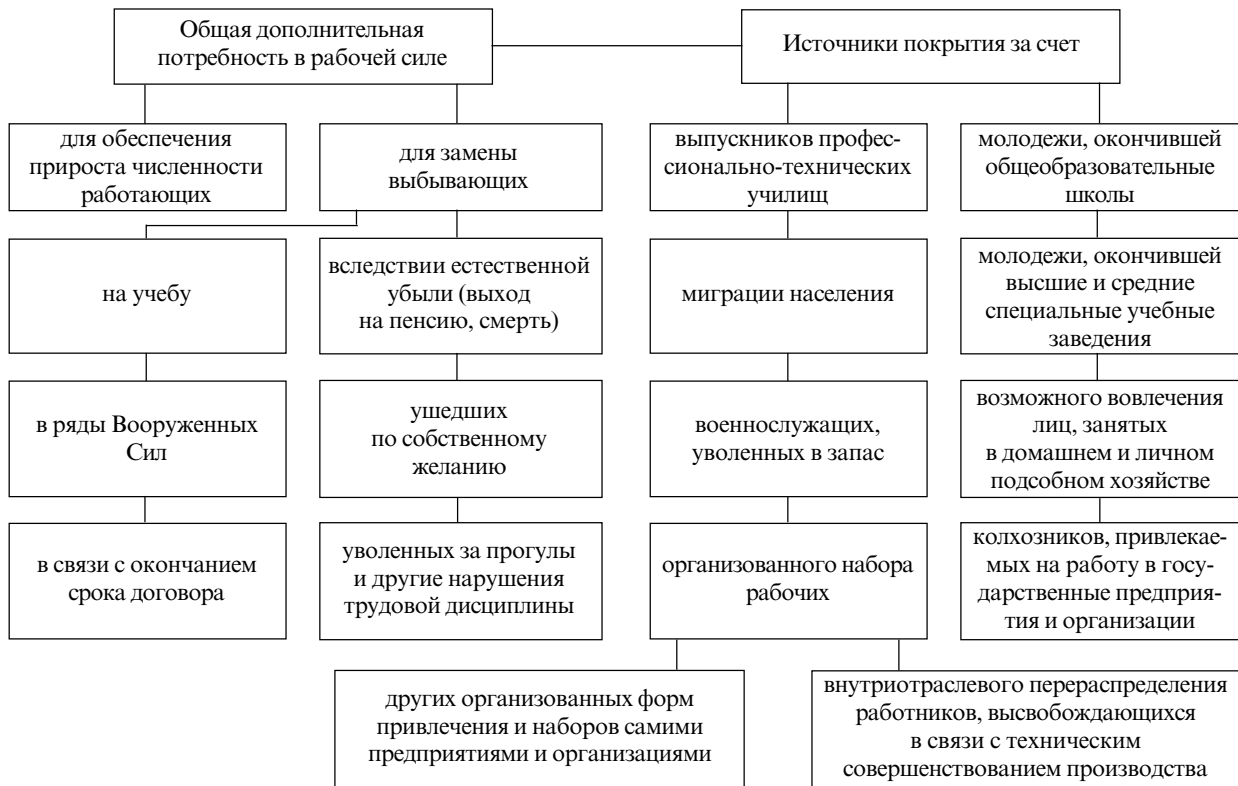 Общая дополнительная
потребность в рабочей силе
Источники покрытия за счет
для обеспечения
прироста численности
работающих
для замены
выбывающих
выпускников профес-
сионально-технических
училищ
молодежи, окончившей
общеобразовательные
школы
на учебу
вследствии естественной
убыли (выход
на пенсию, смерть)
миграции населения
молодежи, окончившей
высшие и средние
специальные учебные
заведения
в ряды Вооруженных
Сил
ушедших
по собственному
желанию
военнослужащих,
уволенных в запас
возможного вовлечения
лиц, занятых
в домашнем и личном
подсобном хозяйстве
в связи с окончанием
срока договора
уволенных за прогулы
и другие нарушения
трудовой дисциплины
организованного набора
рабочих
колхозников, привлекае-
мых на работу в госу-
дарственные предприя-
тия и организации
других организованных форм
привлечения и наборов самими
предприятиями и организациями
внутриотраслевого перераспределения
работников, высвобождающихся
в связи с техническим
совершенствованием производства